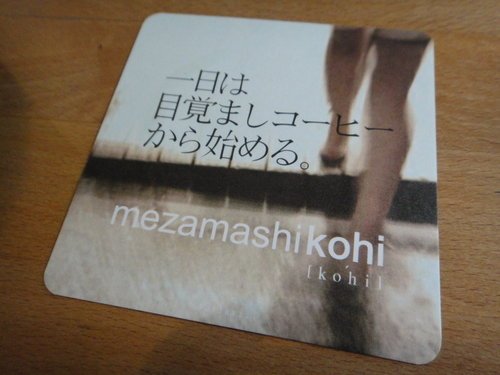 一日は
目覚ましコーヒー
から始める。
mezamashikohi
[kohi]